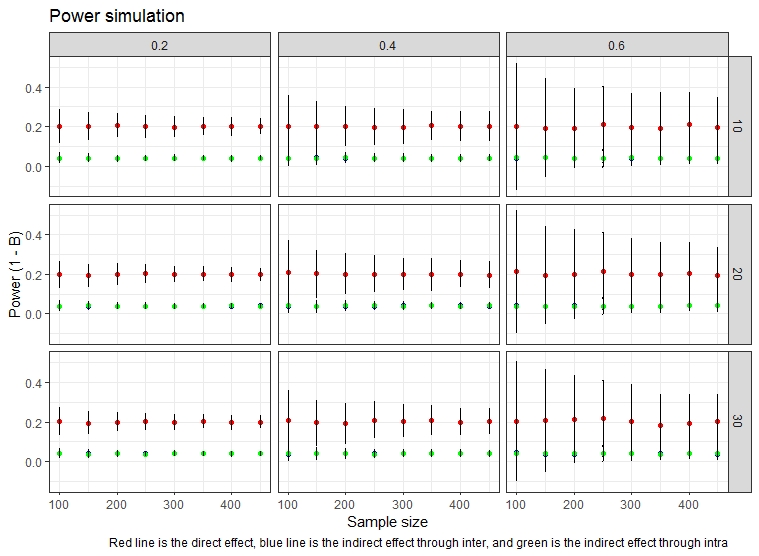 Power simulation
0.2 0.4 0.6
0.4
0.2
0.0
10
0.4
0.2
0.0
20
0.4
0.2
0.0
30
100 200 300 400 100 200 300 400 100 200 300 400
Power (1 - B)
Sample size
Red line is the direct effect, blue line is the indirect effect through inter, and green is the indirect effect through intra